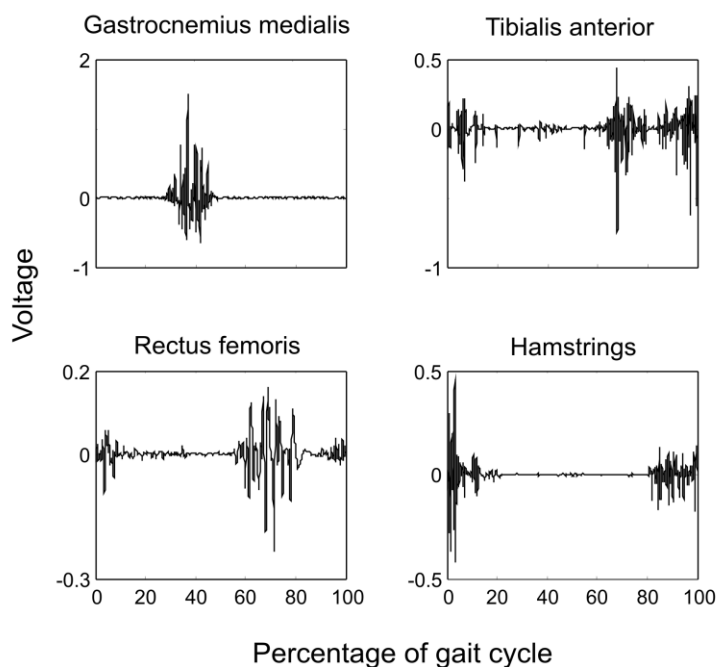 Gastrocnemius medialis
Tibialis anterior
2
1
0
-1
0.5
0
-1
Voltage
Rectus femoris
Hamstrings
0.2
0
-0.3
0 20 40 60 80 100
0.5
0
-0.5
0 20 40 60 80 100
Percentage of gait cycle